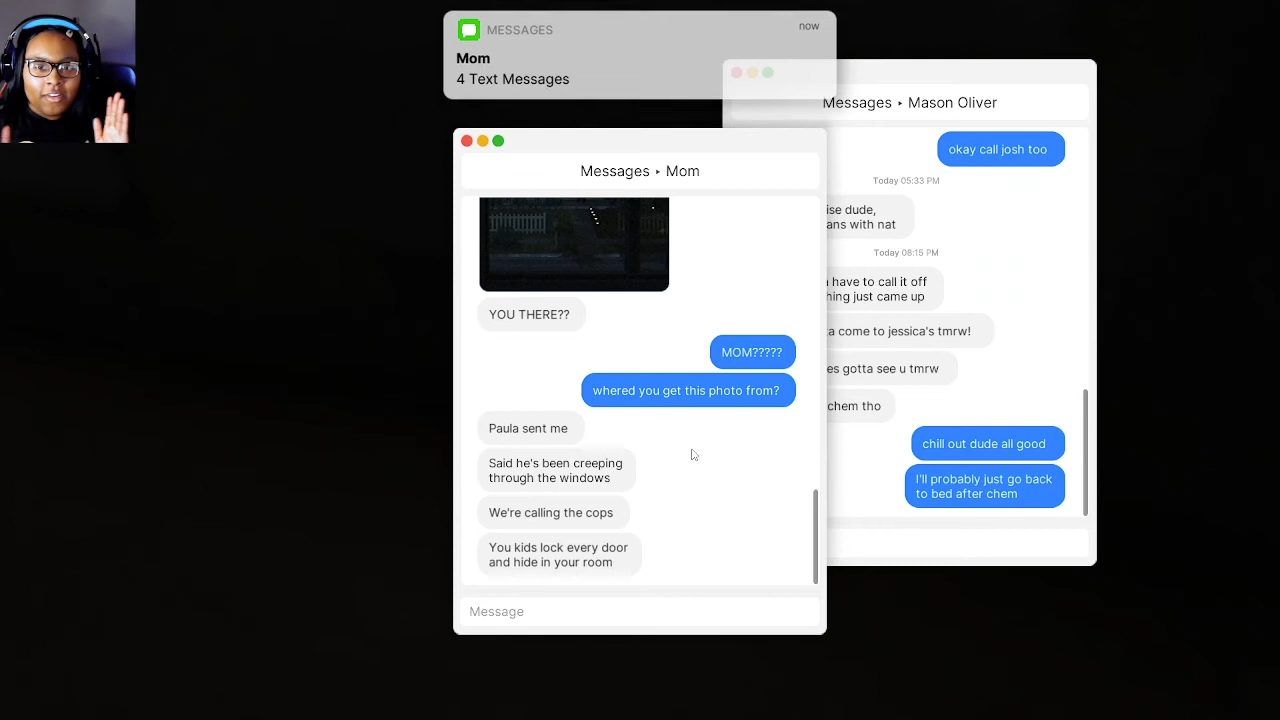 MESSAGES
now
Mom
4 Text Messages
Messages ▸ Mason Oliver
okay call josh too
Today 05:33 PM
ise dude,
ans with nat
Today 08:15 PM
have to call it off
hing just came up
a come to jessica's tmrw!
es gotta see u tmrw
chem tho
chill out dude all good
I'll probably just go back
to bed after chem
Messages ▸ Mom
YOU THERE??
MOM?????
whered you get this photo from?
Paula sent me
Said he's been creeping
through the windows
We're calling the cops
You kids lock every door
and hide in your room
Message